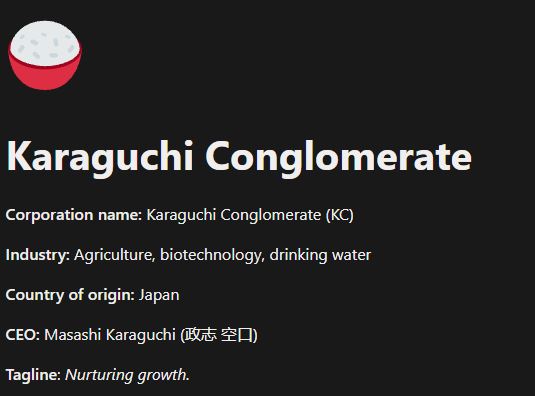 Karaguchi Conglomerate
Corporation name: Karaguchi Conglomerate (KC)
Industry: Agriculture, biotechnology, drinking water
Country of origin: Japan
CEO: Masashi Karaguchi (政志 空口)
Tagline: Nurturing growth.